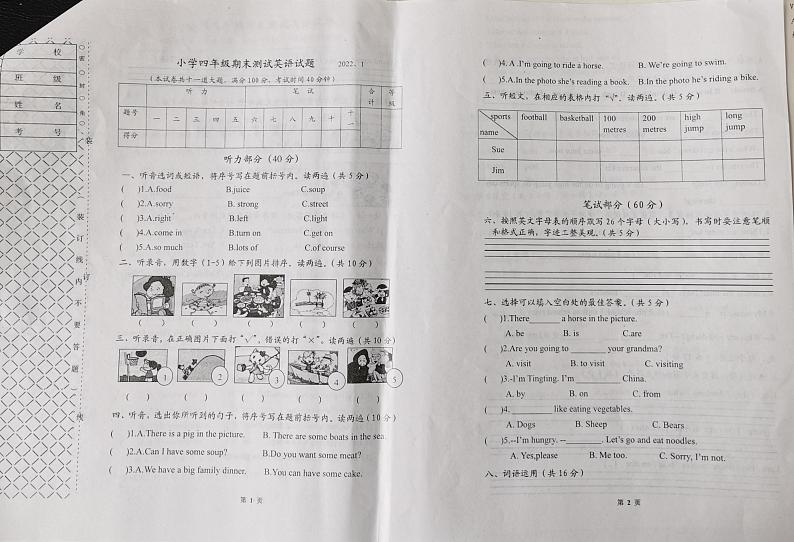 学 校
班 级
姓 名
考 号
装 订 线 内 不 要 答 题
小学四年级期末测试英语试题 2022、1
(本试卷共十一道大题，满分100分，考试时间40分钟)
听 力 笔 试 合计 等级
题号 一 二 三 四 五 六 七 八 九 十 十一
得分
听力部分(40分)
一、听音选词或短语，将序号写在题前括号内。读两遍(共5分)
( )1.A.food B.juice C.soup
( )2.A.sorry B. strong C.street
( )3.A.right B.left C.light
( )4.A.come in B.turn on C.get on
( )5.A.so much B.lots of C.of course
二、听录音，用数字(1-5)给下列图片排序。读两遍。(共10分)
( ) ( ) ( ) ( ) ( )
三、听录音，在正确图片下面打“√”，错误的打“×”。读两遍(共10分)
1 2 3 4 5
( ) ( ) ( ) ( ) ( )
四、听音，选出你所听到的句子，将序号写在题前括号内。读两遍(10分)
( )1.A.There is a pig in the picture. B. There are some boats in the sea.
( )2.A.Can I have some soup? B.Do you want some meat?
( )3.A.We have a big family dinner. B.You can have some cake.
第 1 页
( )4. A .I'm going to ride a horse. B. We're going to swim.
( )5.A.In the photo she's reading a book. B.In the photo he's riding a bike.
五、听短文，在相应的表格内打“√”。读两遍。(共5分)
sports name football basketball 100 metres 200 metres high jump long jump
Sue
Jim
笔试部分(60分)
六、按照英文字母表的顺序默写26个字母(大小写)，书写时要注意笔顺
和格式正确，字迹工整美观。(共5分)
七、选择可以填入空白处的最佳答案。(共5分)
( )1.There______ a horse in the picture.
A. be B. is C.are
( )2.Are you going to _______ your grandma?
A. visit B. to visit C. visiting
( )3.-I'm Tingting. I'm_________ China.
A. by B. on C. from
( )4. ________ like eating vegetables.
A. Dogs B. Sheep C. Bears
( )5.--I'm hungry. --________. Let's go and eat noodles.
A. Yes,please B. Me too. C. Sorry, I'm not.
八、词语运用(共16分)
第 2 页